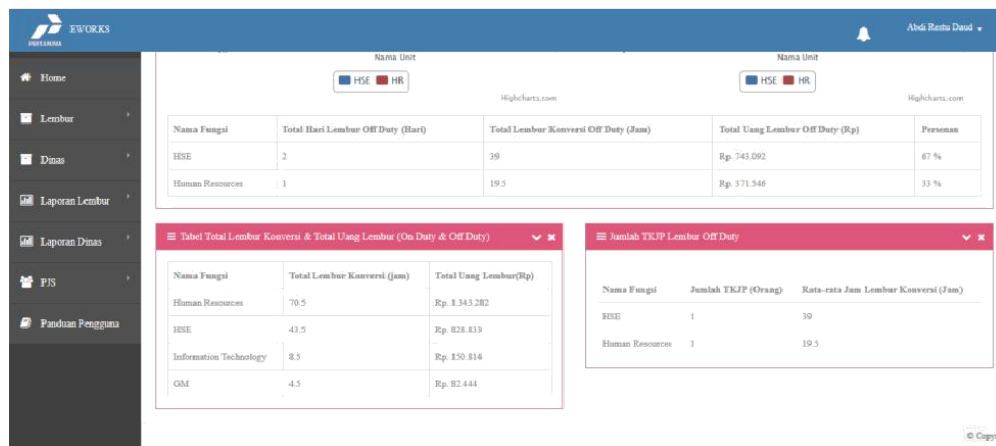 EWORKS
PERTAMINA
Abdi Restu Daud
Home
Lembur
Dinas
Laporan Lembur
Laporan Dinas
PJS
Panduan Pengguna
Nama Unit
HSE HR
Highcharts.com
Nama Unit
HSE HR
Highcharts.com
Nama Fungsi Total Hari Lembur Off Duty (Hari) Total Lembur Konversi Off Duty (Jam) Total Uang Lembur Off Duty (Rp) Persenan
HSE 2 39 Rp. 743.092 67 %
Human Resources 1 19.5 Rp. 371.546 33 %
Tabel Total Lembur Konversi & Total Uang Lembur (On Duty & Off Duty)
Nama Fungsi Total Lembur Konversi (jam) Total Uang Lembur(Rp)
Human Resources 70.5 Rp. 1.343.282
HSE 43.5 Rp. 828.833
Information Technology 8.5 Rp. 150.814
GM 4.5 Rp. 82.444
Jumlah TKJP Lembur Off Duty
Nama Fungsi Jumlah TKJP (Orang) Rata-rata Jam Lembur Konversi (Jam)
HSE 1 39
Human Resources 1 19.5
© Copy